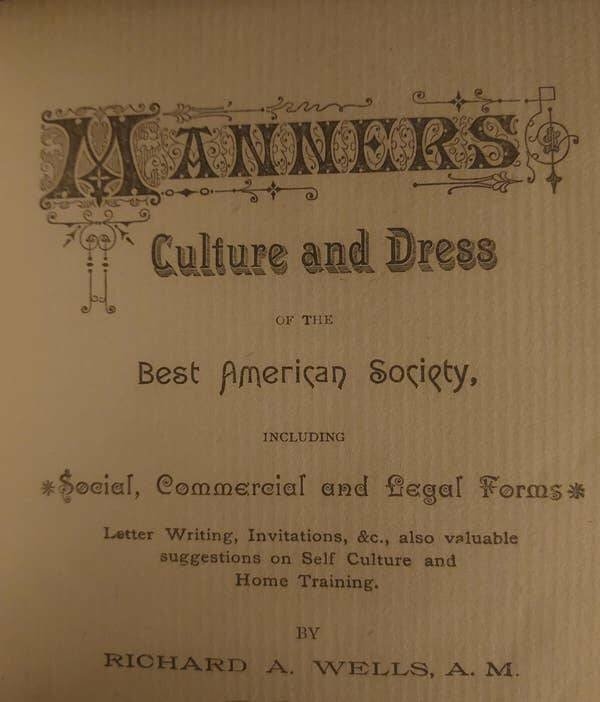 MANNERS
Culture and Dress
OF THE
Best American Society,
INCLUDING
Social, Commercial and Legal Forms
Letter Writing, Invitations, &c., also valuable
suggestions on Self Culture and
Home Training.
BY
RICHARD A. WELLS, A. M.